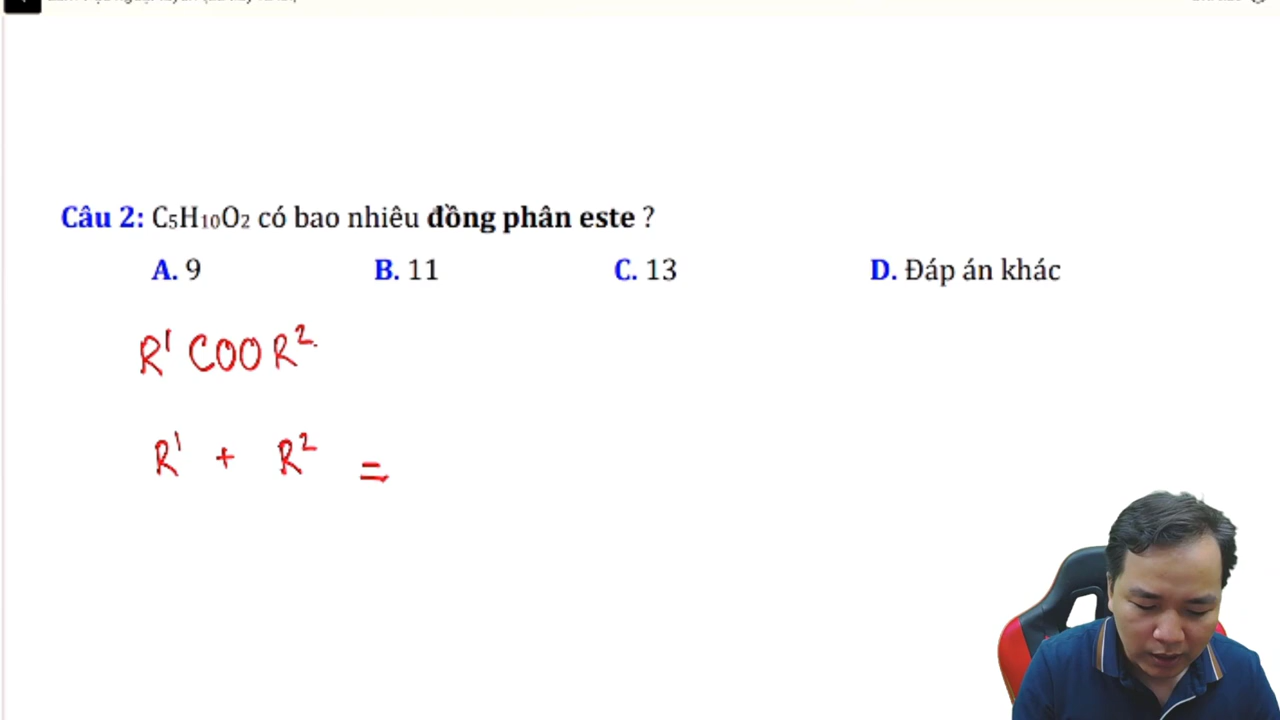 Câu 2: C₅H₁₀O₂ có bao nhiêu đồng phân este ?
A. 9 B. 11 C. 13 D. Đáp án khác
R¹COOR²
R¹ + R² =